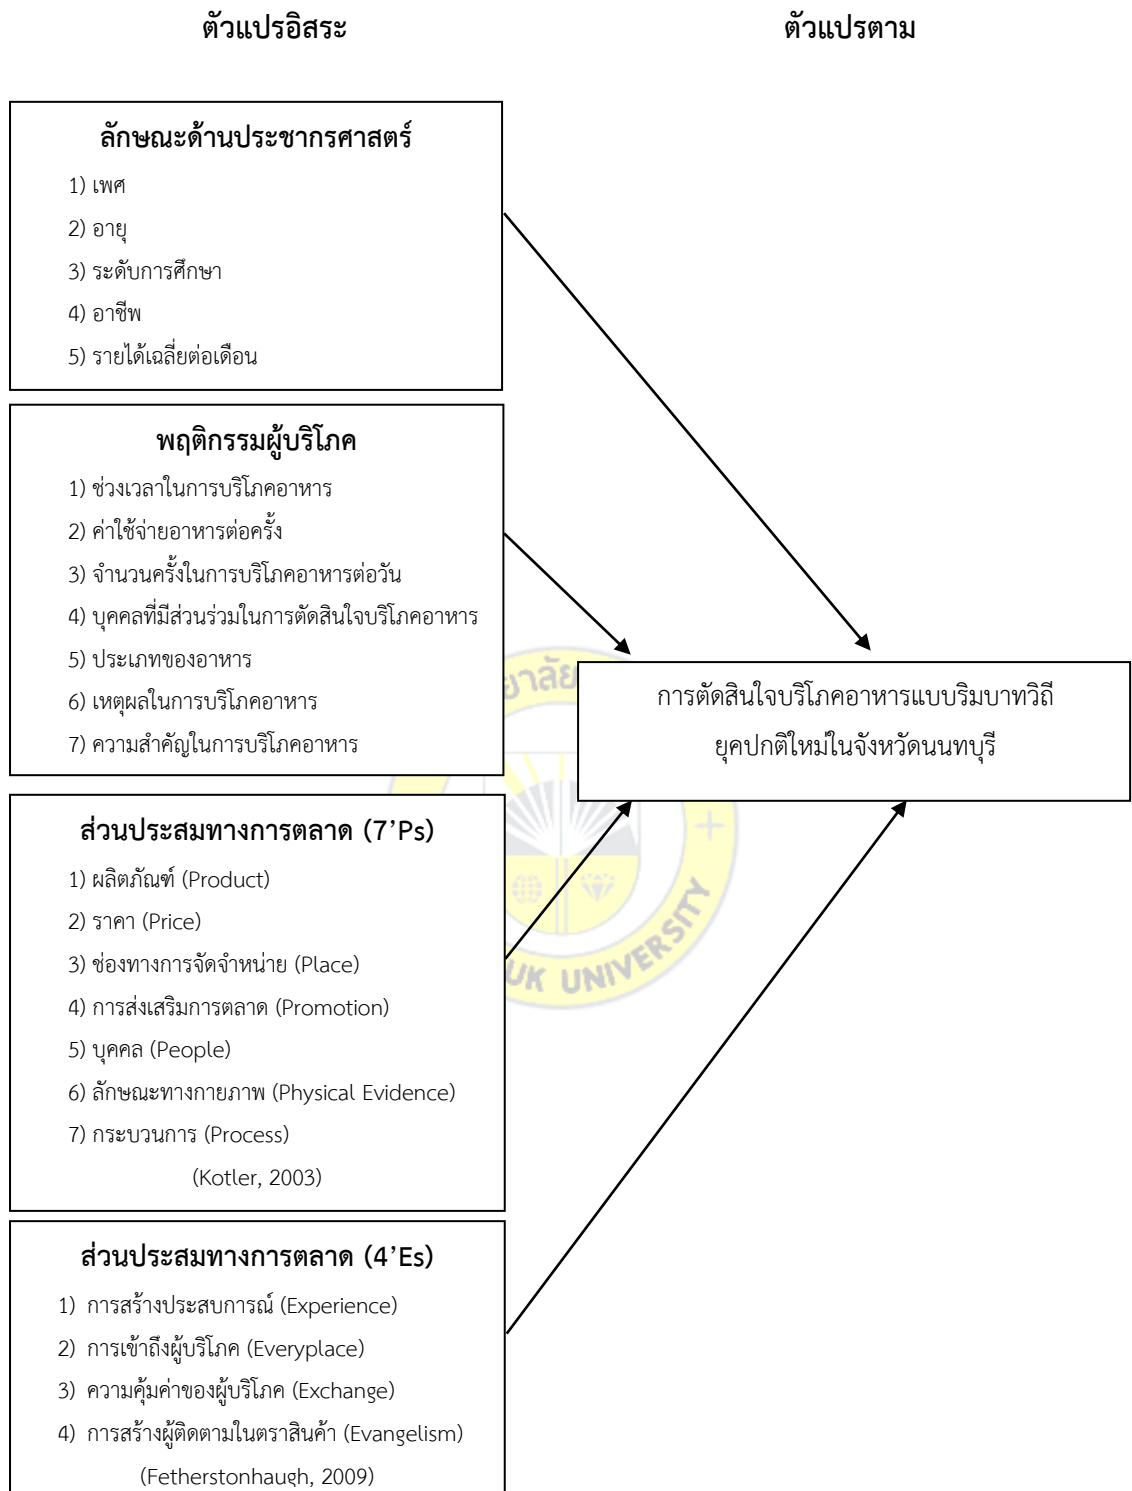 ตัวแปรอิสระ
ตัวแปรตาม
ลักษณะด้านประชากรศาสตร์
1) เพศ
2) อายุ
3) ระดับการศึกษา
4) อาชีพ
5) รายได้เฉลี่ยต่อเดือน
พฤติกรรมผู้บริโภค
1) ช่วงเวลาในการบริโภคอาหาร
2) ค่าใช้จ่ายอาหารต่อครั้ง
3) จำนวนครั้งในการบริโภคอาหารต่อวัน
4) บุคคลที่มีส่วนร่วมในการตัดสินใจบริโภคอาหาร
5) ประเภทของอาหาร
6) เหตุผลในการบริโภคอาหาร
7) ความสำคัญในการบริโภคอาหาร
ส่วนประสมทางการตลาด (7’Ps)
1) ผลิตภัณฑ์ (Product)
2) ราคา (Price)
3) ช่องทางการจัดจำหน่าย (Place)
4) การส่งเสริมการตลาด (Promotion)
5) บุคคล (People)
6) ลักษณะทางกายภาพ (Physical Evidence)
7) กระบวนการ (Process)
(Kotler, 2003)
ส่วนประสมทางการตลาด (4’Es)
1) การสร้างประสบการณ์ (Experience)
2) การเข้าถึงผู้บริโภค (Everyplace)
3) ความคุ้มค่าของผู้บริโภค (Exchange)
4) การสร้างผู้ติดตามในตราสินค้า (Evangelism)
(Fetherstonhaugh, 2009)
การตัดสินใจบริโภคอาหารแบบริมบาทวิถี
ยุคปกติใหม่ในจังหวัดนนทบุรี
UNIVERSITY